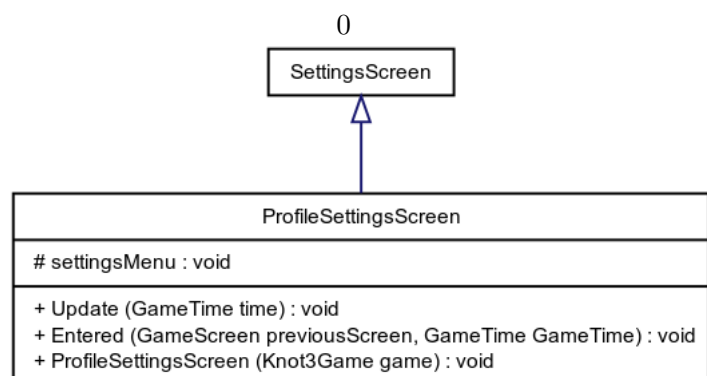 0
SettingsScreen
ProfileSettingsScreen
# settingsMenu : void
+ Update (GameTime time) : void
+ Entered (GameScreen previousScreen, GameTime GameTime) : void
+ ProfileSettingsScreen (Knot3Game game) : void